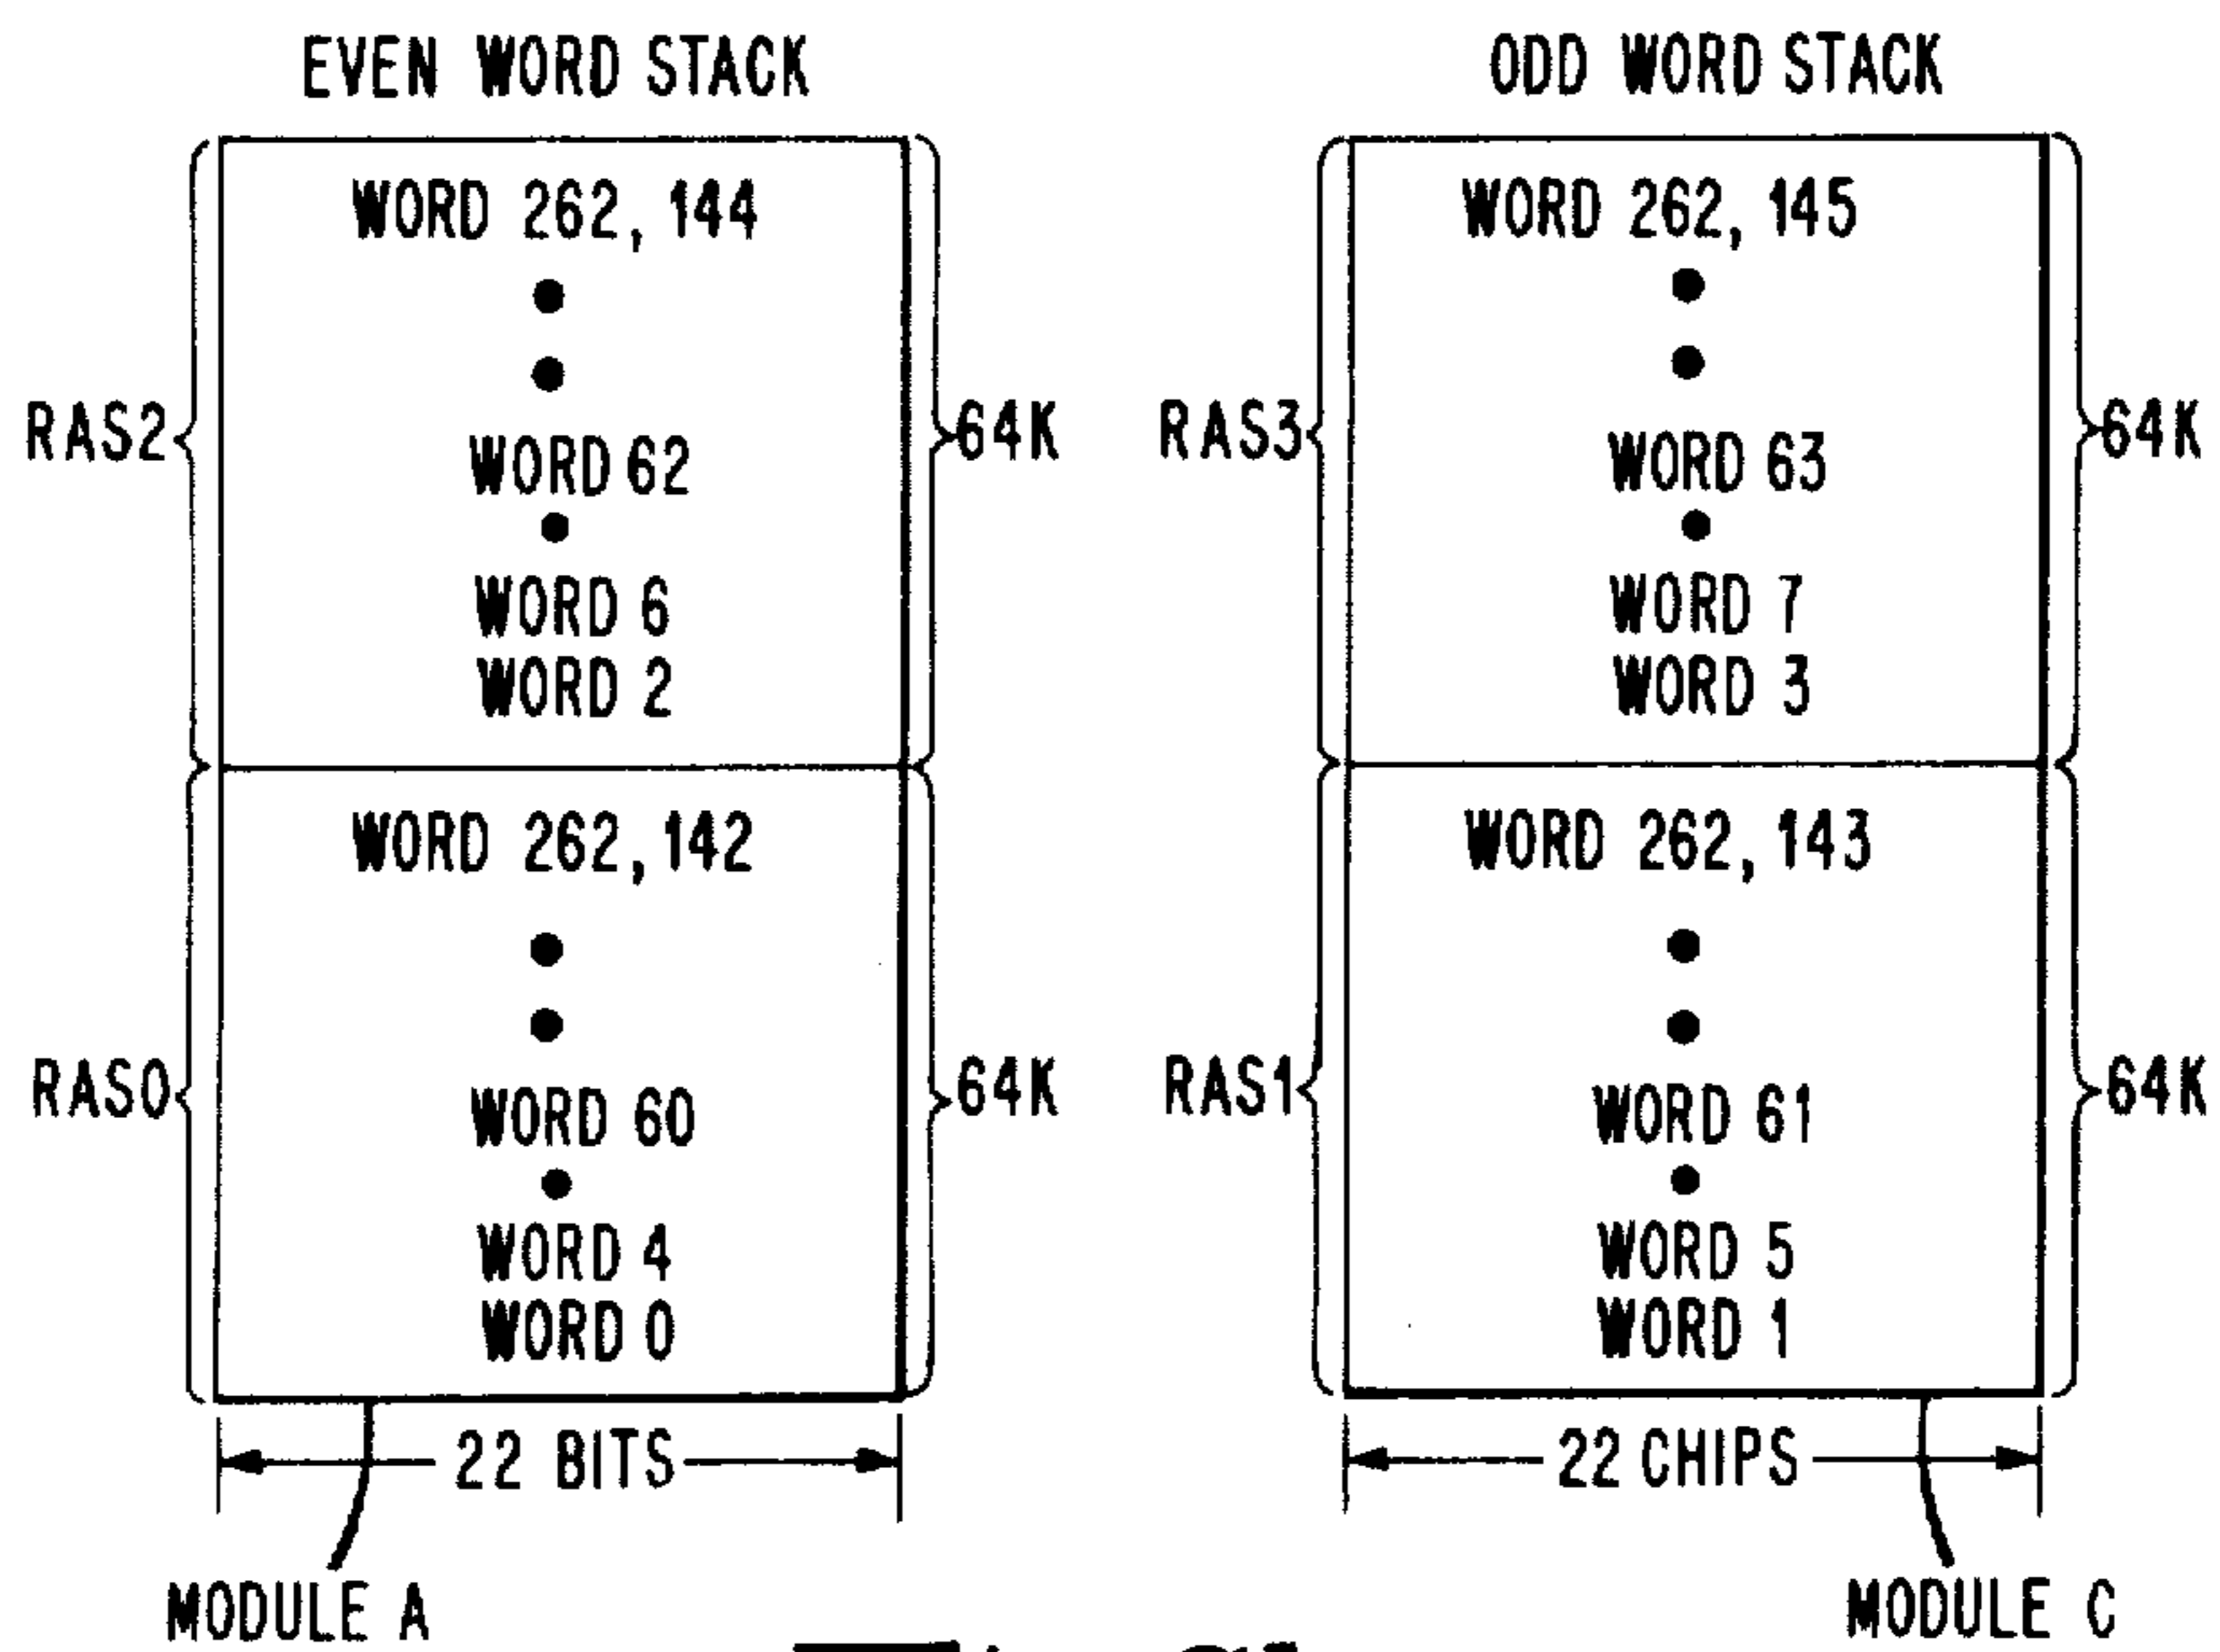 EVEN WORD STACK
WORD 262, 144
WORD 62
WORD 6
WORD 2
RAS2
64K
WORD 262, 142
WORD 60
WORD 4
WORD 0
RAS0
64K
22 BITS
MODULE A
ODD WORD STACK
WORD 262, 145
WORD 63
WORD 7
WORD 3
RAS3
64K
WORD 262, 143
WORD 61
WORD 5
WORD 1
RAS1
64K
22 CHIPS
MODULE C